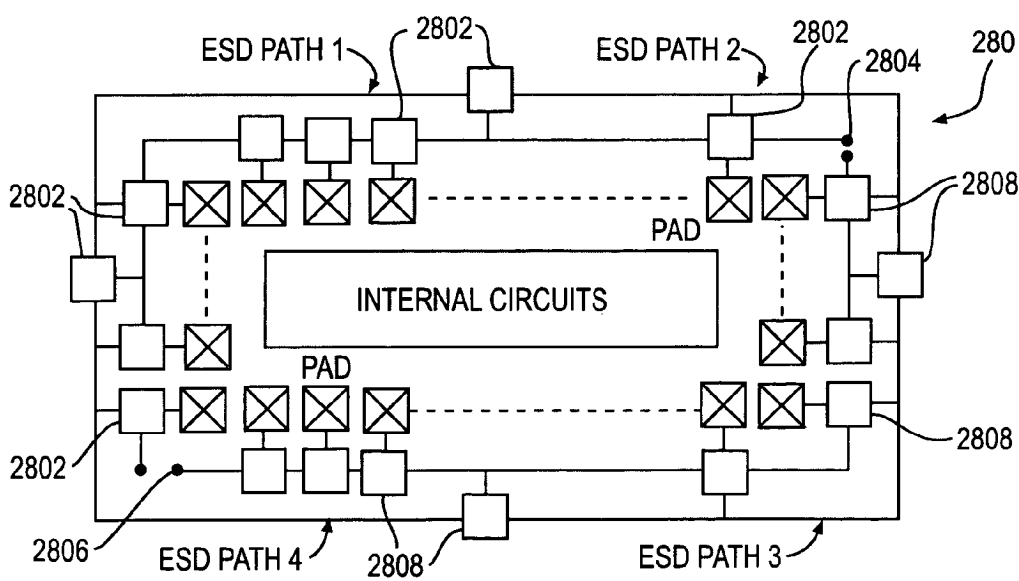 2802
ESD PATH 1
ESD PATH 2
2802
280
2804
2802
2808
PAD
INTERNAL CIRCUITS
PAD
2802
2808
2806
ESD PATH 4
2808
ESD PATH 3